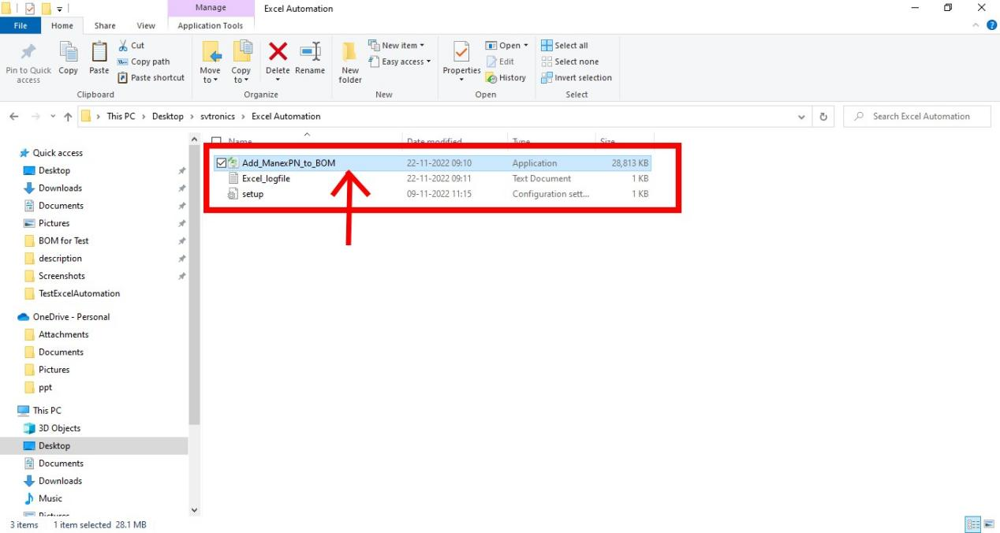 Manage
Excel Automation
File
Home
Share
View
Application Tools
Pin to Quick access
Copy
Paste
Cut
Copy path
Paste shortcut
Clipboard
Move to
Copy to
Delete
Rename
Organize
New folder
New item
Easy access
New
Properties
Open
Edit
History
Open
Select all
Select none
Invert selection
Select
This PC > Desktop > svtronics > Excel Automation
Search Excel Automation
Name Date modified Type Size
Add_ManexPN_to_BOM 22-11-2022 09:10 Application 28,813 KB
Excel_logfile 22-11-2022 09:11 Text Document 1 KB
setup 09-11-2022 11:15 Configuration sett... 1 KB
Quick access
Desktop
Downloads
Documents
Pictures
BOM for Test
description
Screenshots
TestExcelAutomation
OneDrive - Personal
Attachments
Documents
Pictures
ppt
This PC
3D Objects
Desktop
Documents
Downloads
Music
Pictures
3 items 1 item selected 28.1 MB